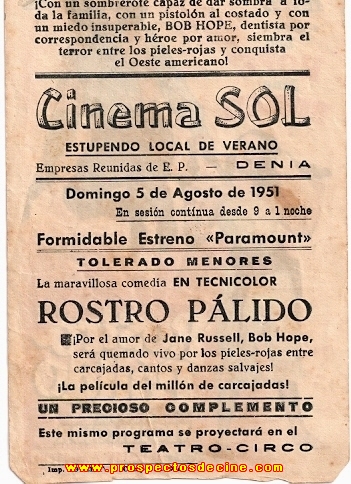 ¡Con un sombrerote capaz de dar sombra a to-
da la familia, con un pistolón al costado y con
un miedo insuperable, BOB HOPE, dentista por
correspondencia y héroe por amor, siembra el
terror entre los pieles-rojas y conquista
el Oeste americano!
Cinema SOL
ESTUPENDO LOCAL DE VERANO
Empresas Reunidas de E. P. — DENIA
Domingo 5 de Agosto de 1951
En sesión contínua desde 9 a 1 noche
Formidable Estreno «Paramount»
TOLERADO MENORES
La maravillosa comedia EN TECNICOLOR
ROSTRO PÁLIDO
¡Por el amor de Jane Russell, Bob Hope,
será quemado vivo por los pieles-rojas entre
carcajadas, cantos y danzas salvajes!
¡La película del millón de carcajadas!
UN PRECIOSO COMPLEMENTO
Este mismo programa se proyectará en el
TEATRO-CIRCO
Imp.
www.prospectosdecine.com